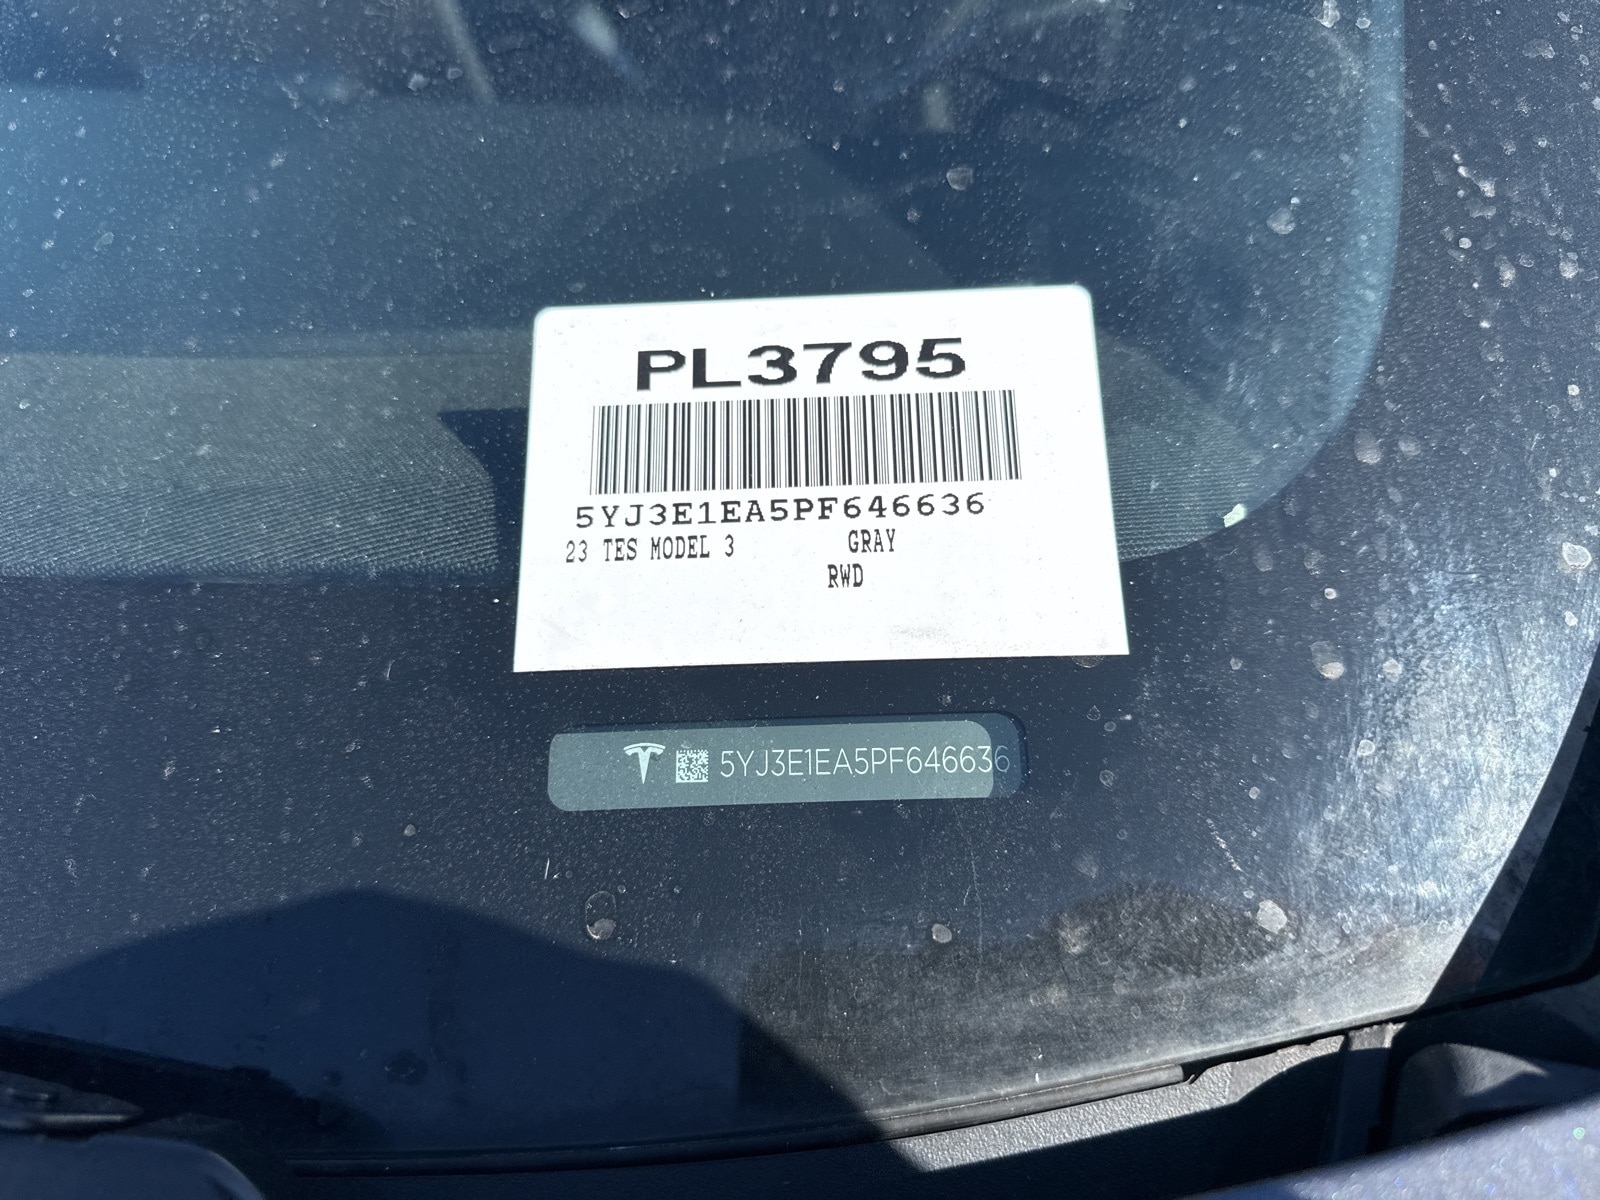 PL3795
5YJ3E1EA5PF646636
23 TES MODEL 3 GRAY
RWD
5YJ3E1EA5PF646636